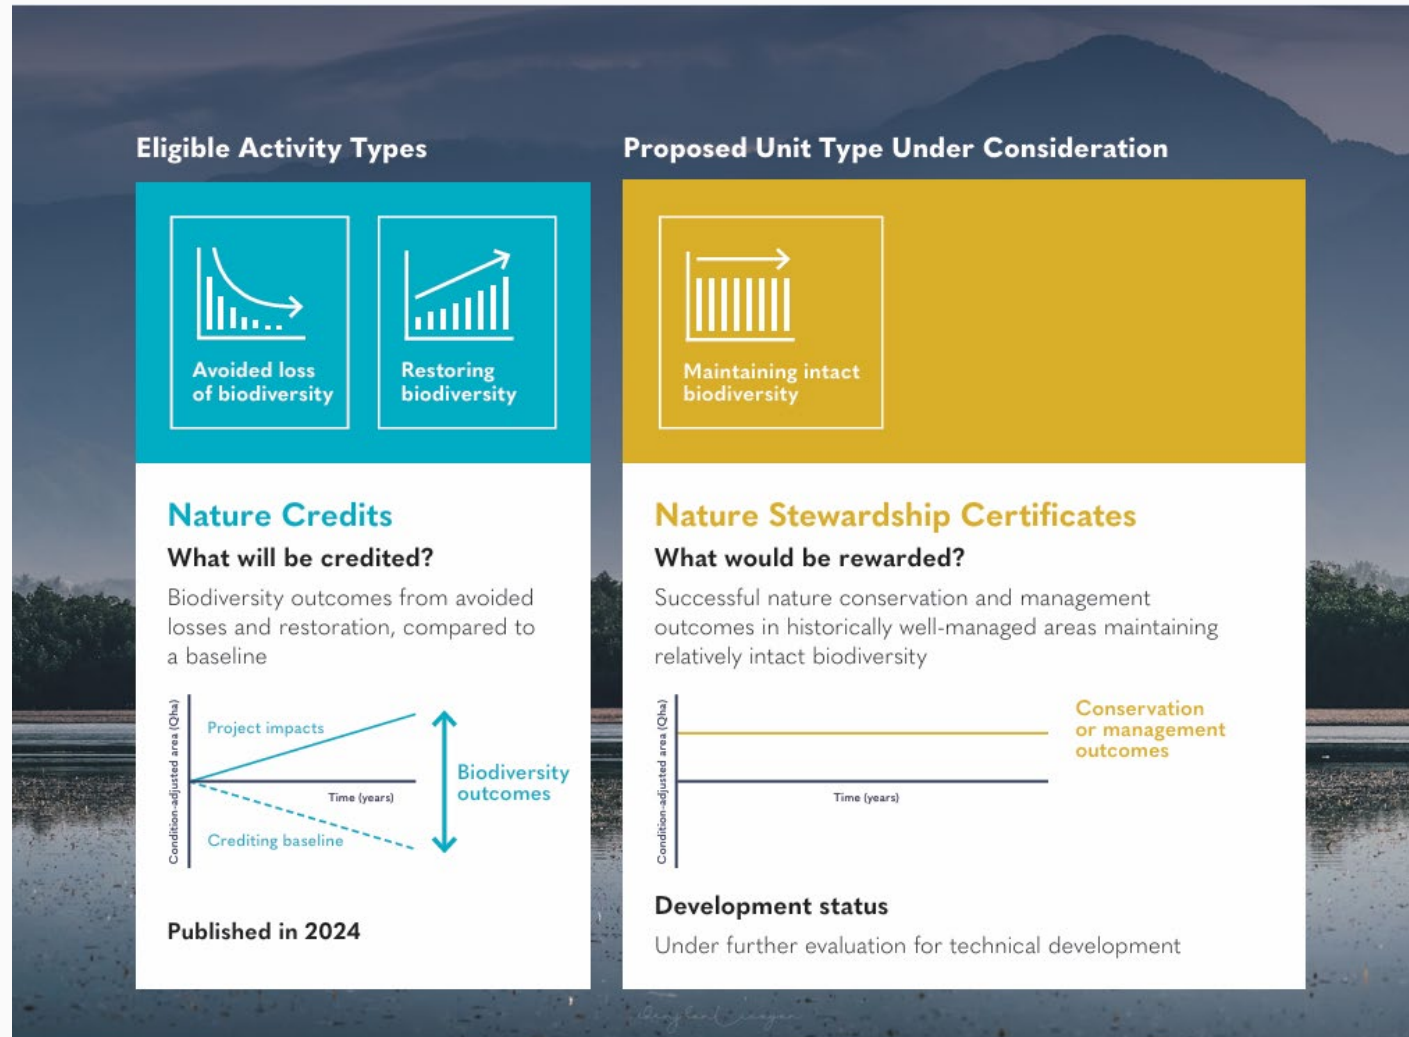 Eligible Activity Types
Avoided loss
of biodiversity
Restoring
biodiversity
Nature Credits
What will be credited?
Biodiversity outcomes from avoided
losses and restoration, compared to
a baseline
Condition-adjusted area (Qha)
Project impacts
Time (years)
Crediting baseline
Biodiversity
outcomes
Published in 2024
Proposed Unit Type Under Consideration
Maintaining intact
biodiversity
Nature Stewardship Certificates
What would be rewarded?
Successful nature conservation and management
outcomes in historically well-managed areas maintaining
relatively intact biodiversity
Condition-adjusted area (Qha)
Time (years)
Conservation
or management
outcomes
Development status
Under further evaluation for technical development